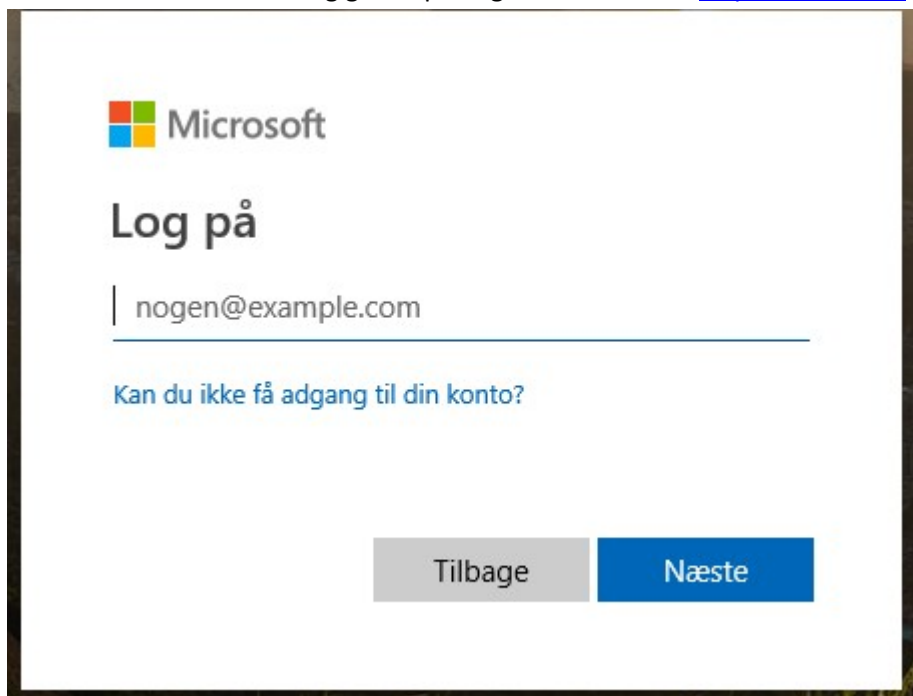 Microsoft
Log på
nogen@example.com
Kan du ikke få adgang til din konto?
Tilbage
Næste